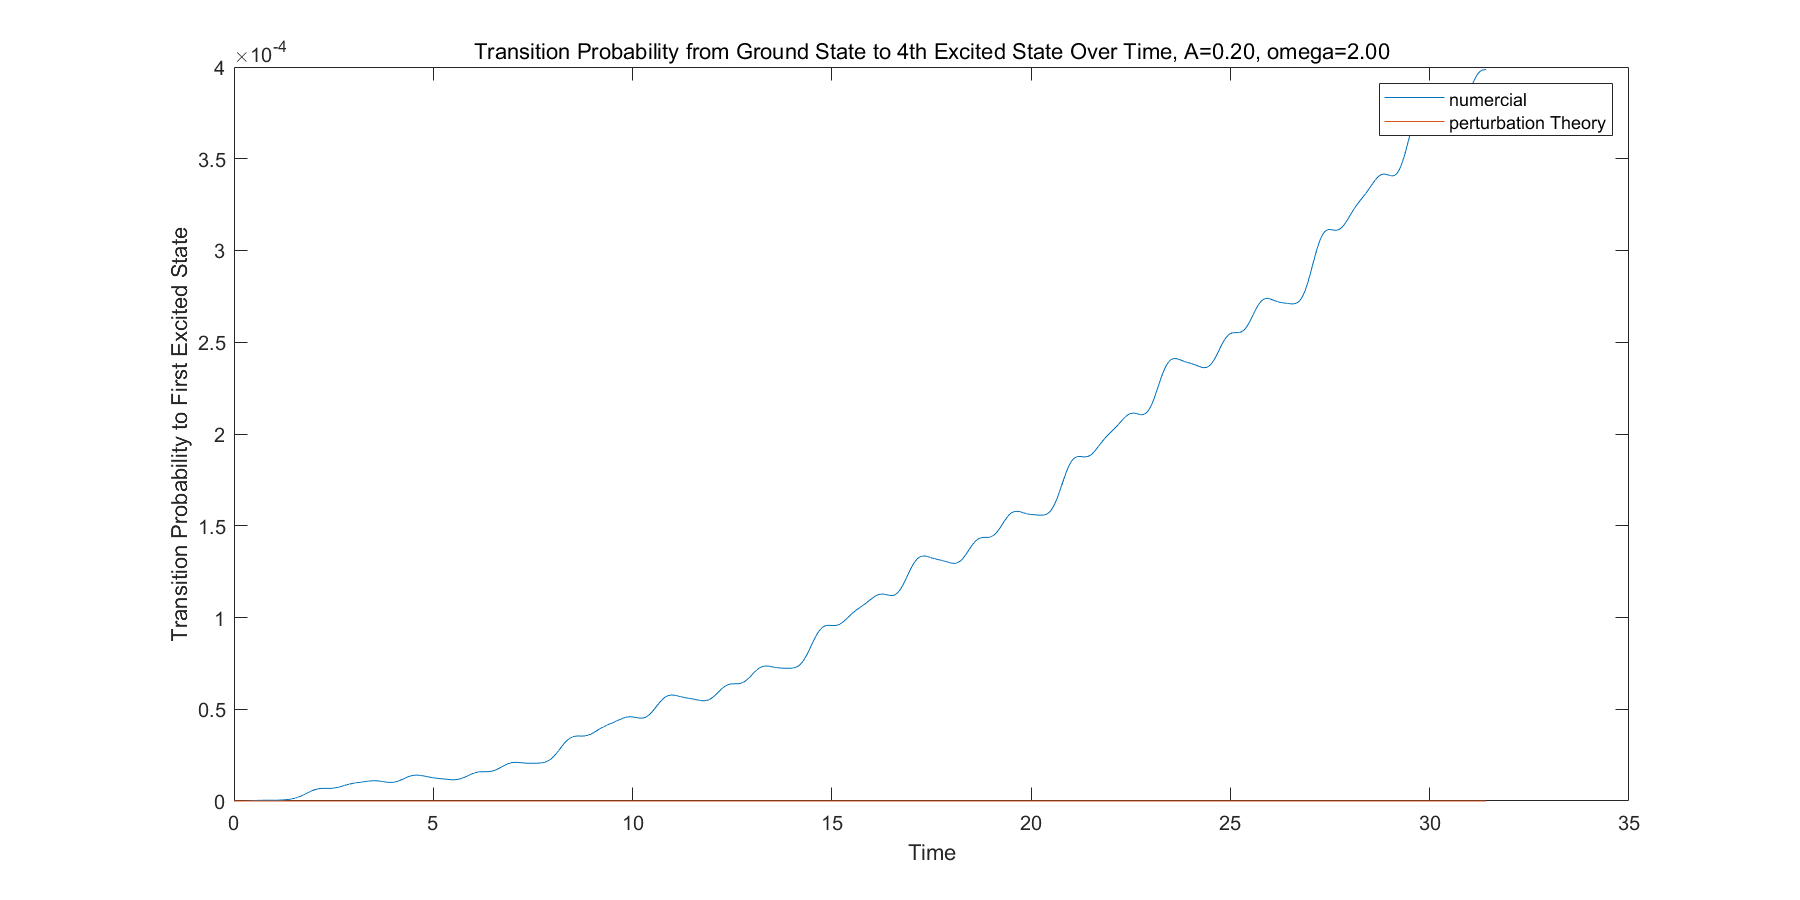 Transition Probability from Ground State to 4th Excited State Over Time, A=0.20, omega=2.00
×10-4
numercial
perturbation Theory
Transition Probability to First Excited State
4
3.5
3
2.5
2
1.5
1
0.5
0
0 5 10 15 20 25 30 35
Time